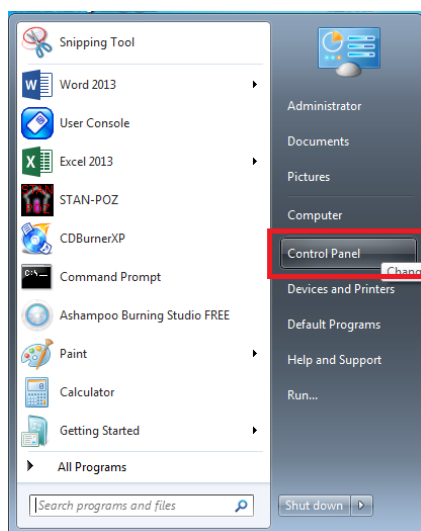 Snipping Tool
Word 2013
User Console
Excel 2013
STAN-POZ
CDBurnerXP
Command Prompt
Ashampoo Burning Studio FREE
Paint
Calculator
Getting Started
All Programs
Search programs and files
Administrator
Documents
Pictures
Computer
Control Panel
Chang
Devices and Printers
Default Programs
Help and Support
Run...
Shut down